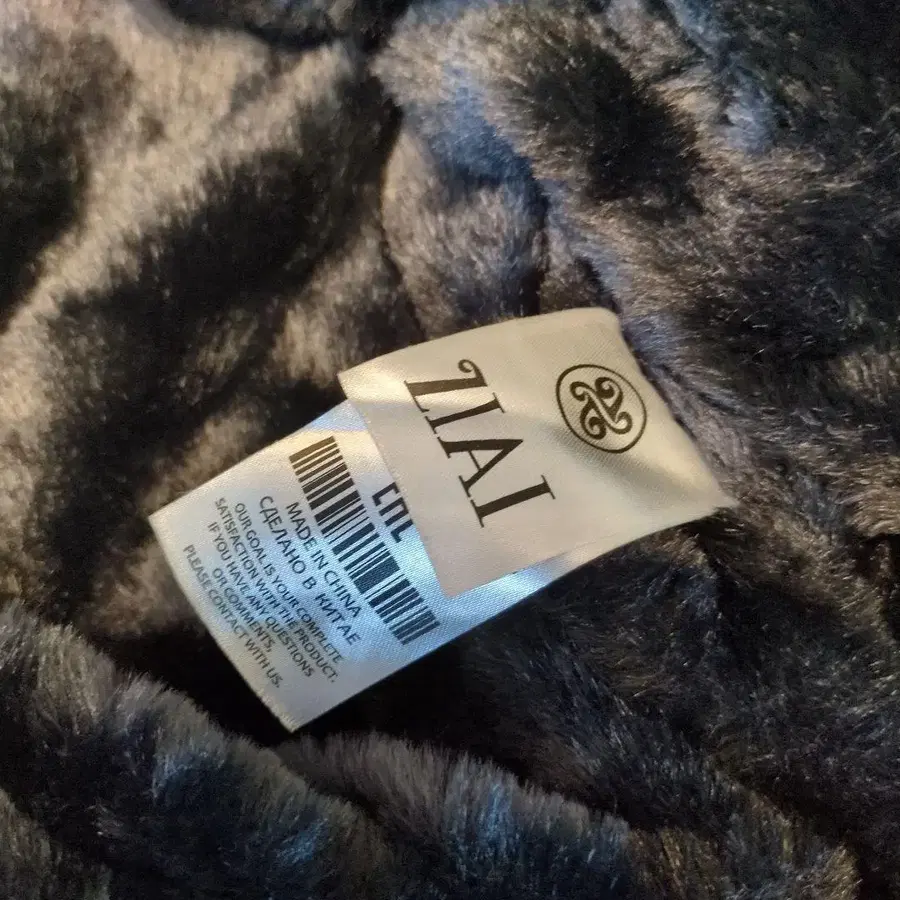 EAC
MADE IN CHINA
СДЕЛАНО В КИТАЕ
OUR GOAL IS YOUR COMPLETE
SATISFACTION WITH THE PRODUCT.
IF YOU HAVE ANY QUESTIONS
OR COMMENTS,
PLEASE CONTACT WITH US.